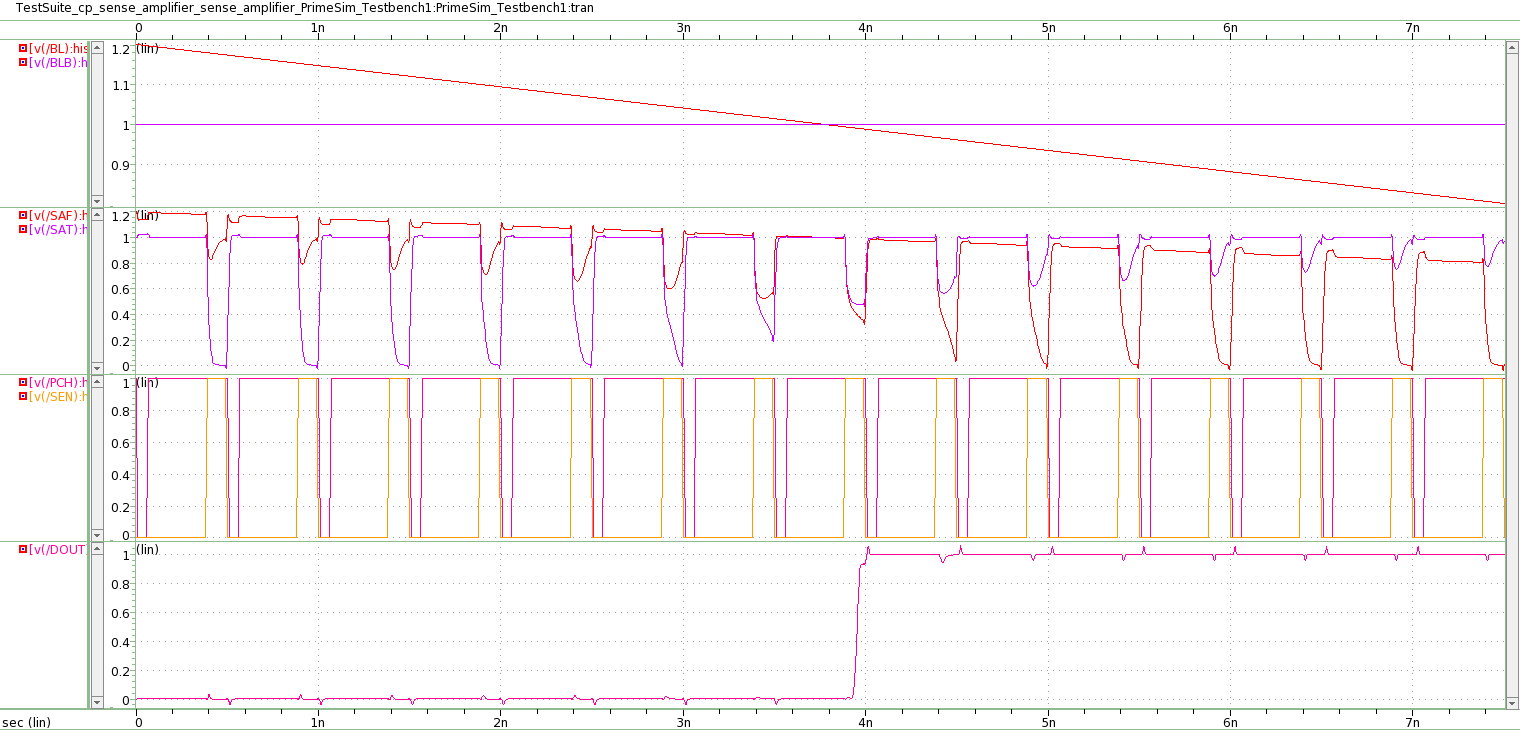 TestSuite_cp_sense_amplifier_sense_amplifier_PrimeSim_Testbench1:PrimeSim_Testbench1:tran
0 1n 2n 3n 4n 5n 6n 7n
[v(/BL):his
[v(/BLB):h
1.2 (lin)
1.1
1
0.9
[v(/SAF):h
[v(/SAT):h
1.2 (lin)
1
0.8
0.6
0.4
0.2
0
[v(/PCH):h
[v(/SEN):h
1 (lin)
0.8
0.6
0.4
0.2
0
[v(/DOUT
(lin)
1
0.8
0.6
0.4
0.2
0
sec (lin) 0 1n 2n 3n 4n 5n 6n 7n